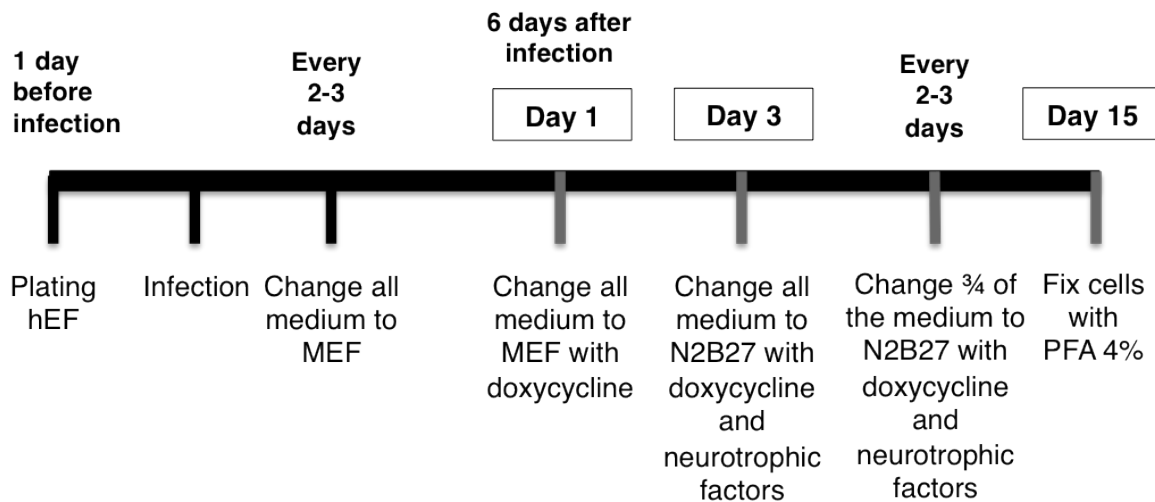 1 day
before
infection
Every
2-3
days
6 days after
infection
Day 1
Day 3
Every
2-3
days
Day 15
Plating
hEF
Infection
Change all
medium to
MEF
Change all
medium to
MEF with
doxycycline
Change all
medium to
N2B27 with
doxycycline
and
neurotrophic
factors
Change ¾ of
the medium to
N2B27 with
doxycycline
and
neurotrophic
factors
Fix cells
with
PFA 4%